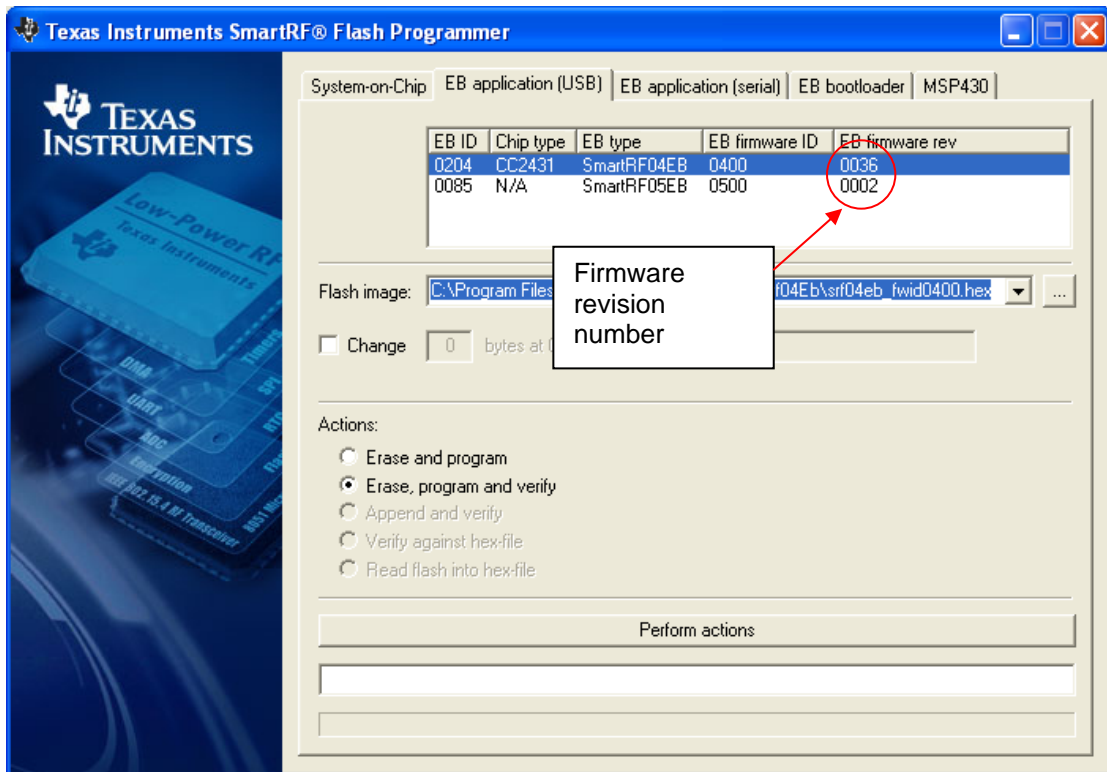 Texas Instruments SmartRF® Flash Programmer
TEXAS
INSTRUMENTS
Low-Power RF
Texas Instruments
Timers
DMA
SPI
UART
RTC
ADC
Encryption
IEEE 802.15.4 RF Transceiver
System-on-Chip EB application (USB) EB application (serial) EB bootloader MSP430
EB ID Chip type EB type EB firmware ID EB firmware rev
0204 CC2431 SmartRF04EB 0400 0036
0085 N/A SmartRF05EB 0500 0002
Firmware
revision
number
Flash image: C:\Program Files f04Eb\srf04eb_fwid0400.hex ...
Change 0 bytes at
Actions:
Erase and program
Erase, program and verify
Append and verify
Verify against hex-file
Read flash into hex-file
Perform actions